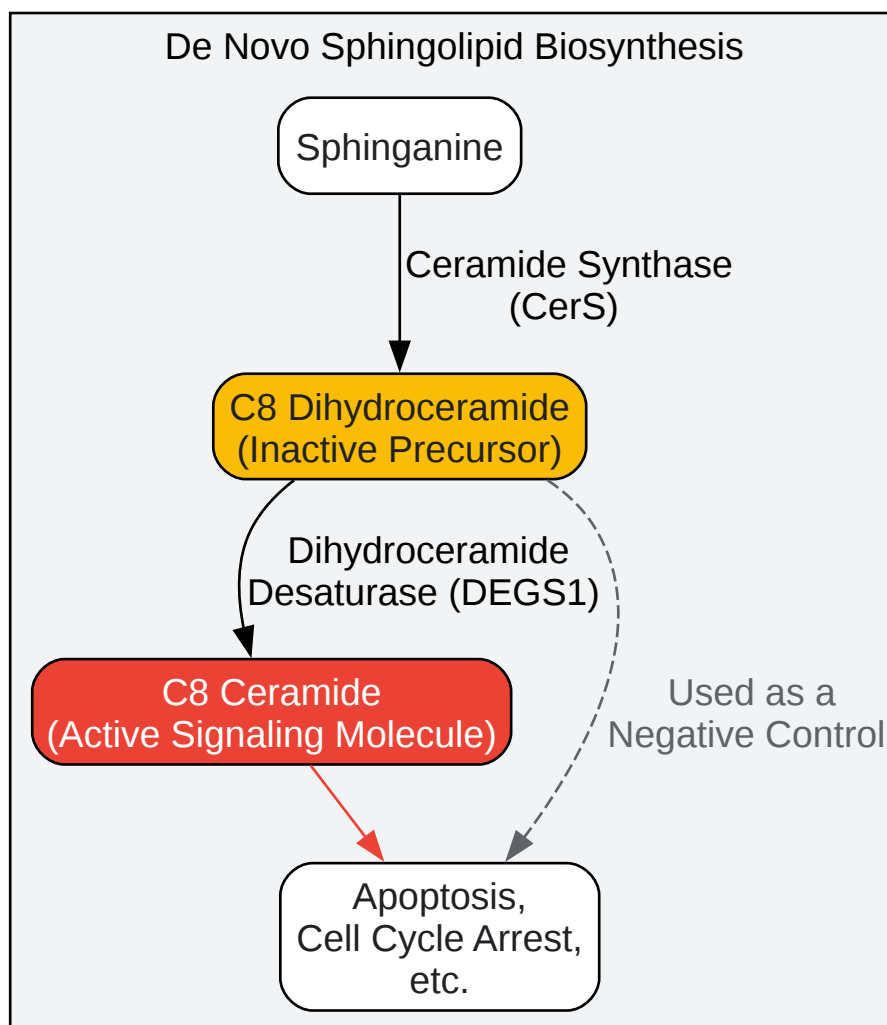 De Novo Sphingolipid Biosynthesis
Sphinganine
Ceramide Synthase
(CerS)
C8 Dihydroceramide
(Inactive Precursor)
Dihydroceramide
Desaturase (DEGS1)
C8 Ceramide
(Active Signaling Molecule)
Used as a
Negative Control
Apoptosis,
Cell Cycle Arrest,
etc.